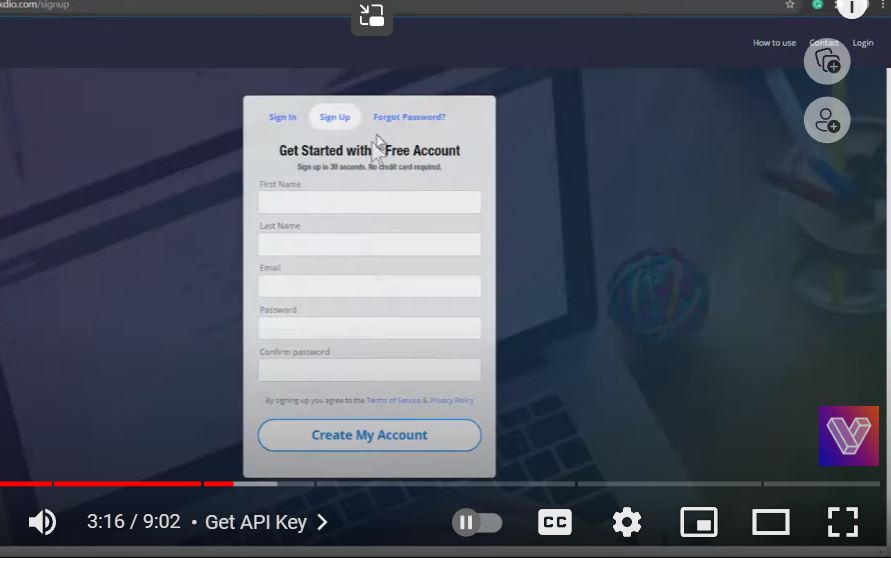 kdio.com/signup
How to use Contact Login
Sign In Sign Up Forgot Password?
Get Started with Free Account
Sign up in 30 seconds. No credit card required.
First Name
Last Name
Email
Password
Confirm password
By signing up you agree to the Terms of Service & Privacy Policy
Create My Account
3:16 / 9:02 • Get API Key
CC